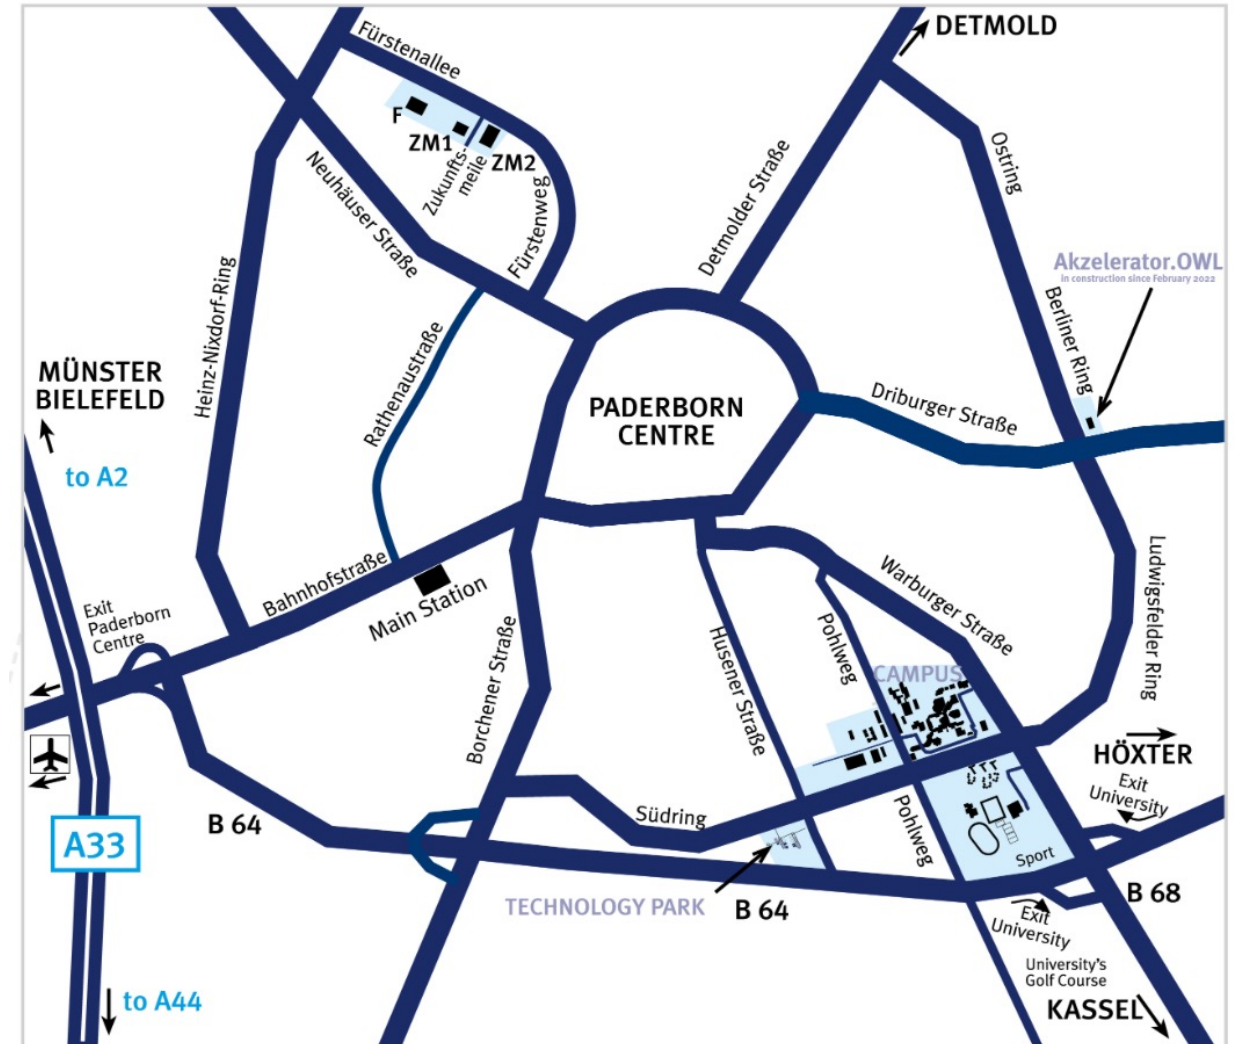 DETMOLD
Fürstenallee
F
ZM1
ZM2
Zukunfts-
meile
Fürstenweg
Neuhäuser Straße
Detmolder Straße
Ostring
Akzelerator.OWL
in construction since February 2022
Berliner Ring
Heinz-Nixdorf-Ring
Rathenaustraße
MÜNSTER
BIELEFELD
to A2
PADERBORN
CENTRE
Driburger Straße
Exit
Paderborn
Centre
Bahnhofstraße
Main Station
Borchener Straße
Husener Straße
Pohlweg
Warburger Straße
Ludwigsfelder Ring
CAMPUS
HÖXTER
Exit
University
A33
B 64
Südring
Pohlweg
Sport
TECHNOLOGY PARK
B 64
B 68
Exit
University
University's
Golf Course
KASSEL
to A44